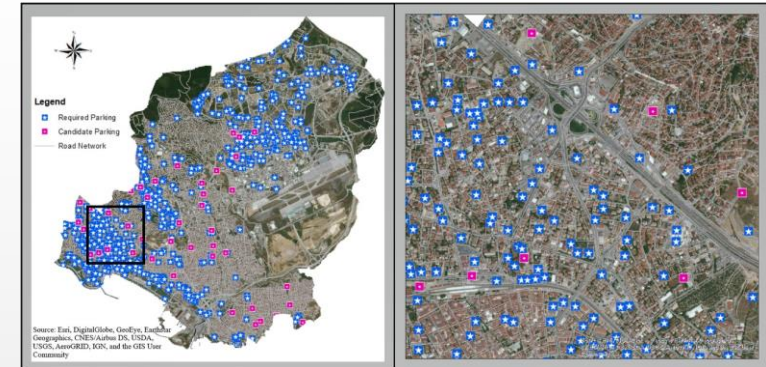 Legend
Required Parking
Candidate Parking
Road Network
Source: Esri, DigitalGlobe, GeoEye, Earthstar
Geographics, CNES/Airbus DS, USDA,
USGS, AeroGRID, IGN, and the GIS User
Community